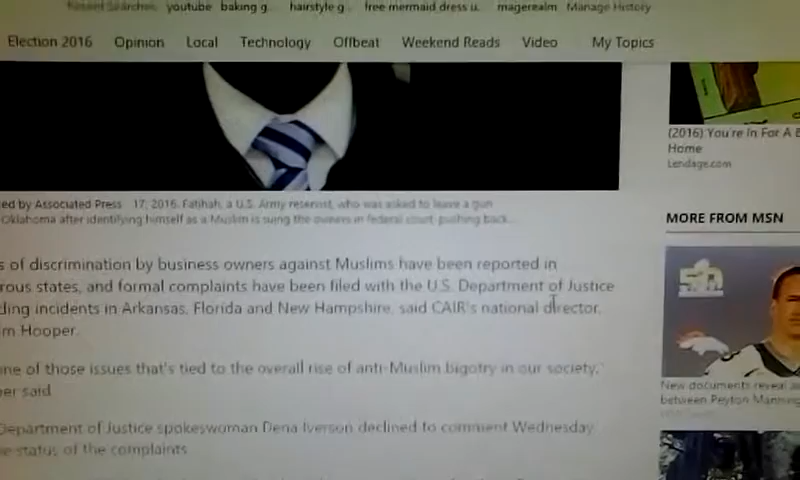 Recent Searches youtube baking g... hairstyle g... free mermaid dress u... magerealm Manage History
Election 2016 Opinion Local Technology Offbeat Weekend Reads Video My Topics
ed by Associated Press 17, 2016. Fatihah, a U.S. Army reservist, who was asked to leave a gun
Oklahoma after identifying himself as a Muslim is suing the owners in federal court, pushing back...
s of discrimination by business owners against Muslims have been reported in
rous states, and formal complaints have been filed with the U.S. Department of Justice
ding incidents in Arkansas, Florida and New Hampshire, said CAIR's national director,
m Hooper.
ne of those issues that's tied to the overall rise of anti-Muslim bigotry in our society,"
er said.
Department of Justice spokeswoman Dena Iverson declined to comment Wednesday
e status of the complaints.
(2016) You're In For A B
Home
Lendage.com
MORE FROM MSN
New documents reveal a
between Peyton Manning